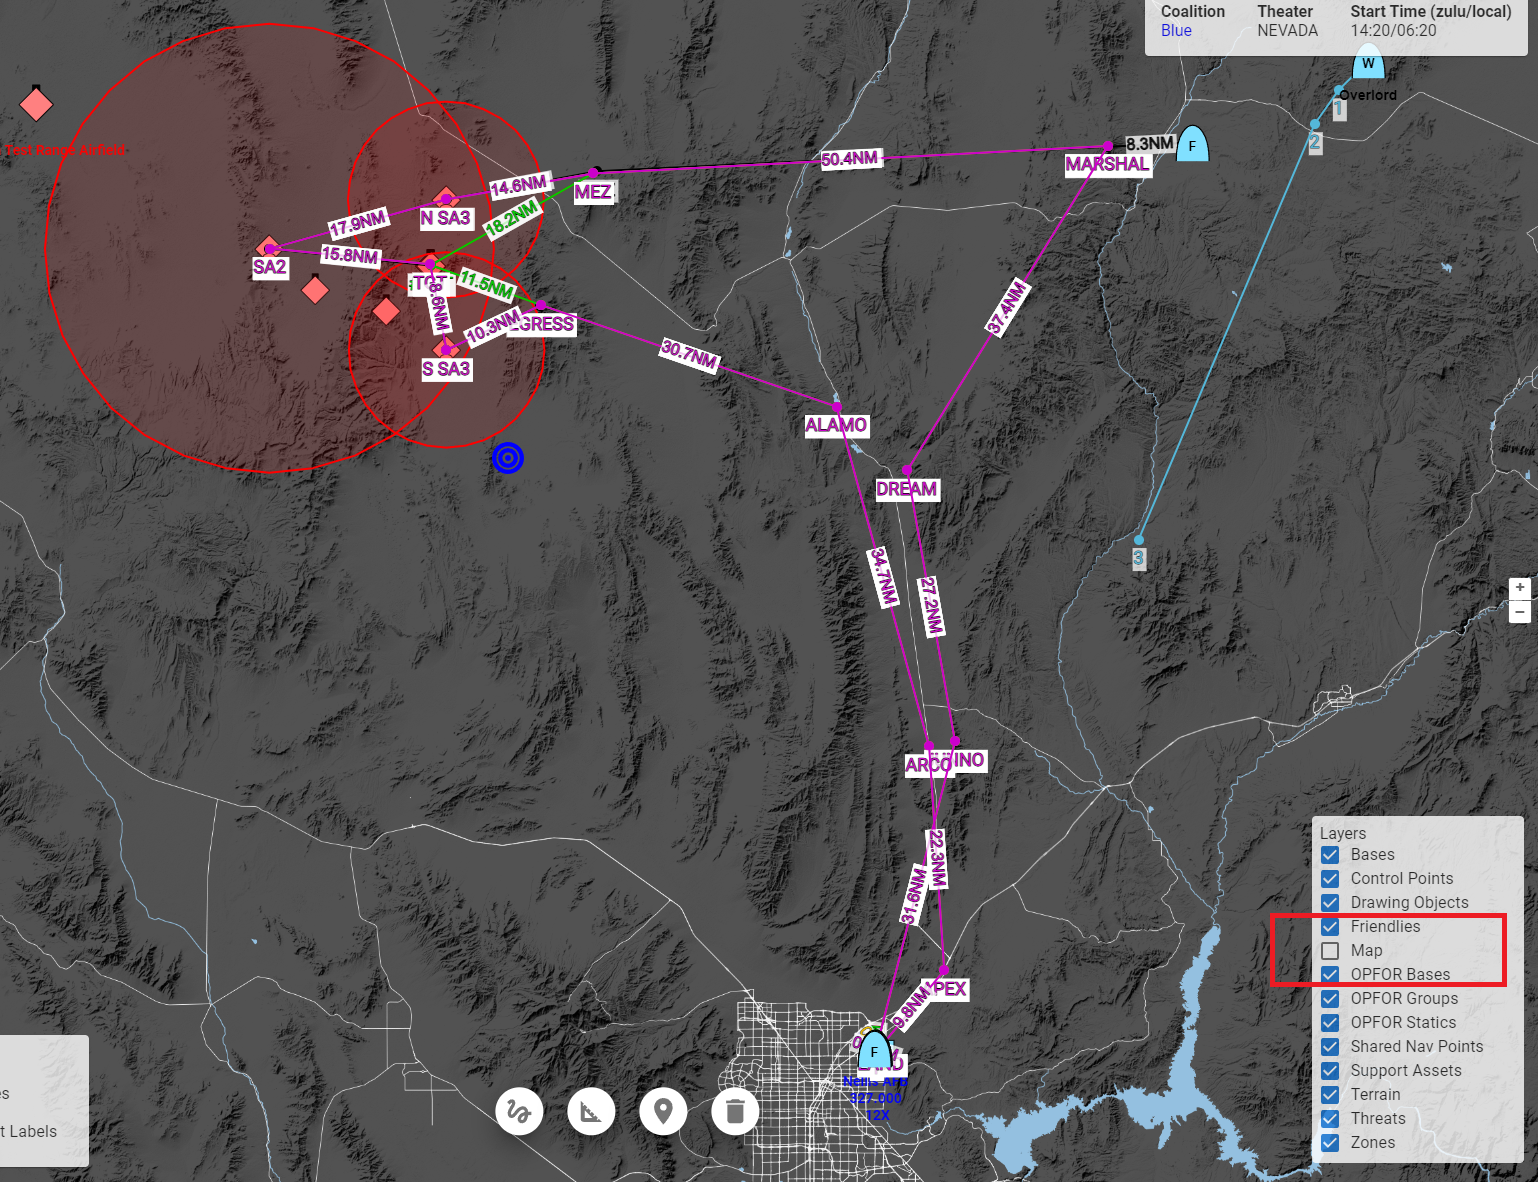 Coalition
Blue
Theater
NEVADA
Start Time (zulu/local)
14:20/06:20
W
Overlord
1
2
3
Test Range Airfield
F
8.3NM
MARSHAL
50.4NM
MEZ
14.6NM
N SA3
17.9NM
18.2NM
15.8NM
SA2
TGT
11.5NM
8.6NM
10.3NM
GRESS
S SA3
30.7NM
37.4NM
ALAMO
DREAM
34.7NM
27.2NM
ARCO
INO
22.3NM
31.6NM
PEX
9.8NM
F
Nellis AFB
327.000
12X
+
−
t Labels
Layers
Bases
Control Points
Drawing Objects
Friendlies
Map
OPFOR Bases
OPFOR Groups
OPFOR Statics
Shared Nav Points
Support Assets
Terrain
Threats
Zones